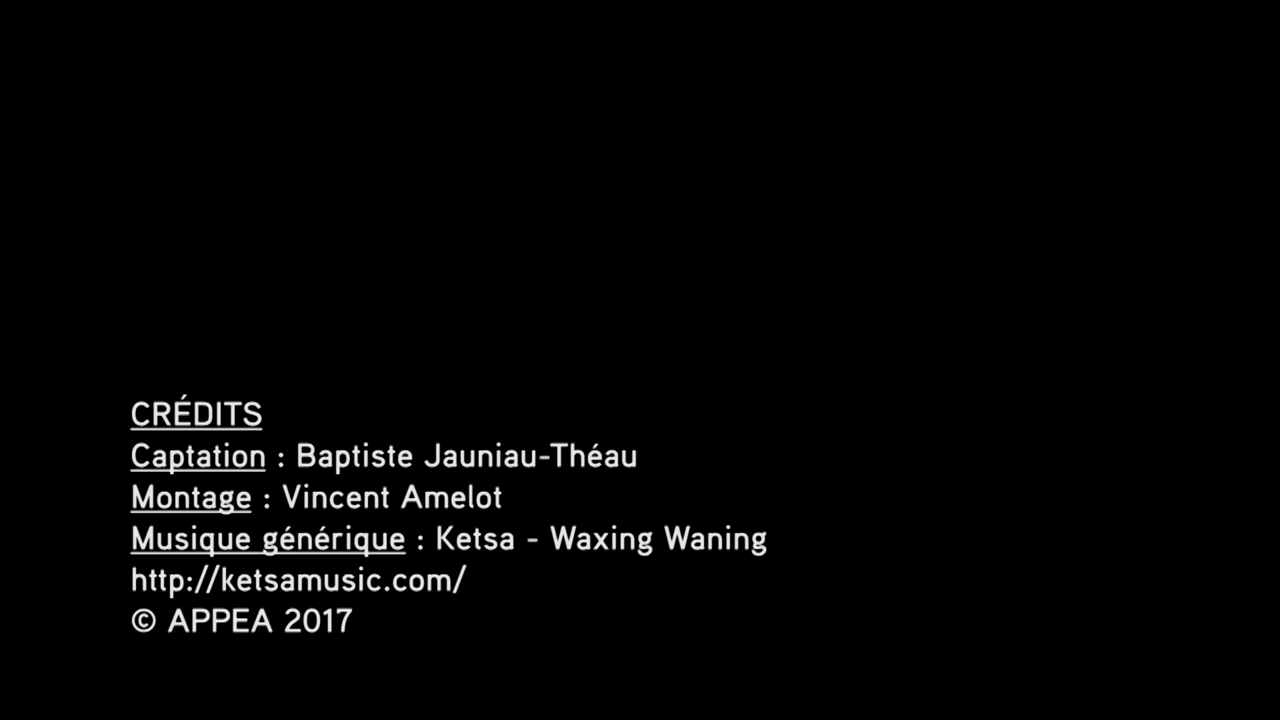 CRÉDITS
Captation : Baptiste Jauniau-Théau
Montage : Vincent Amelot
Musique générique : Ketsa - Waxing Waning
http://ketsamusic.com/
© APPEA 2017